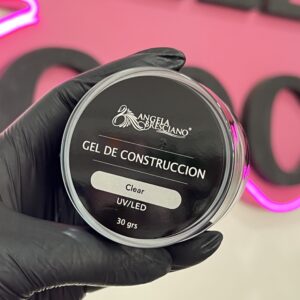 ANGELA
BRESCIANO®
GEL DE CONSTRUCCION
Clear
UV/LED
30 grs